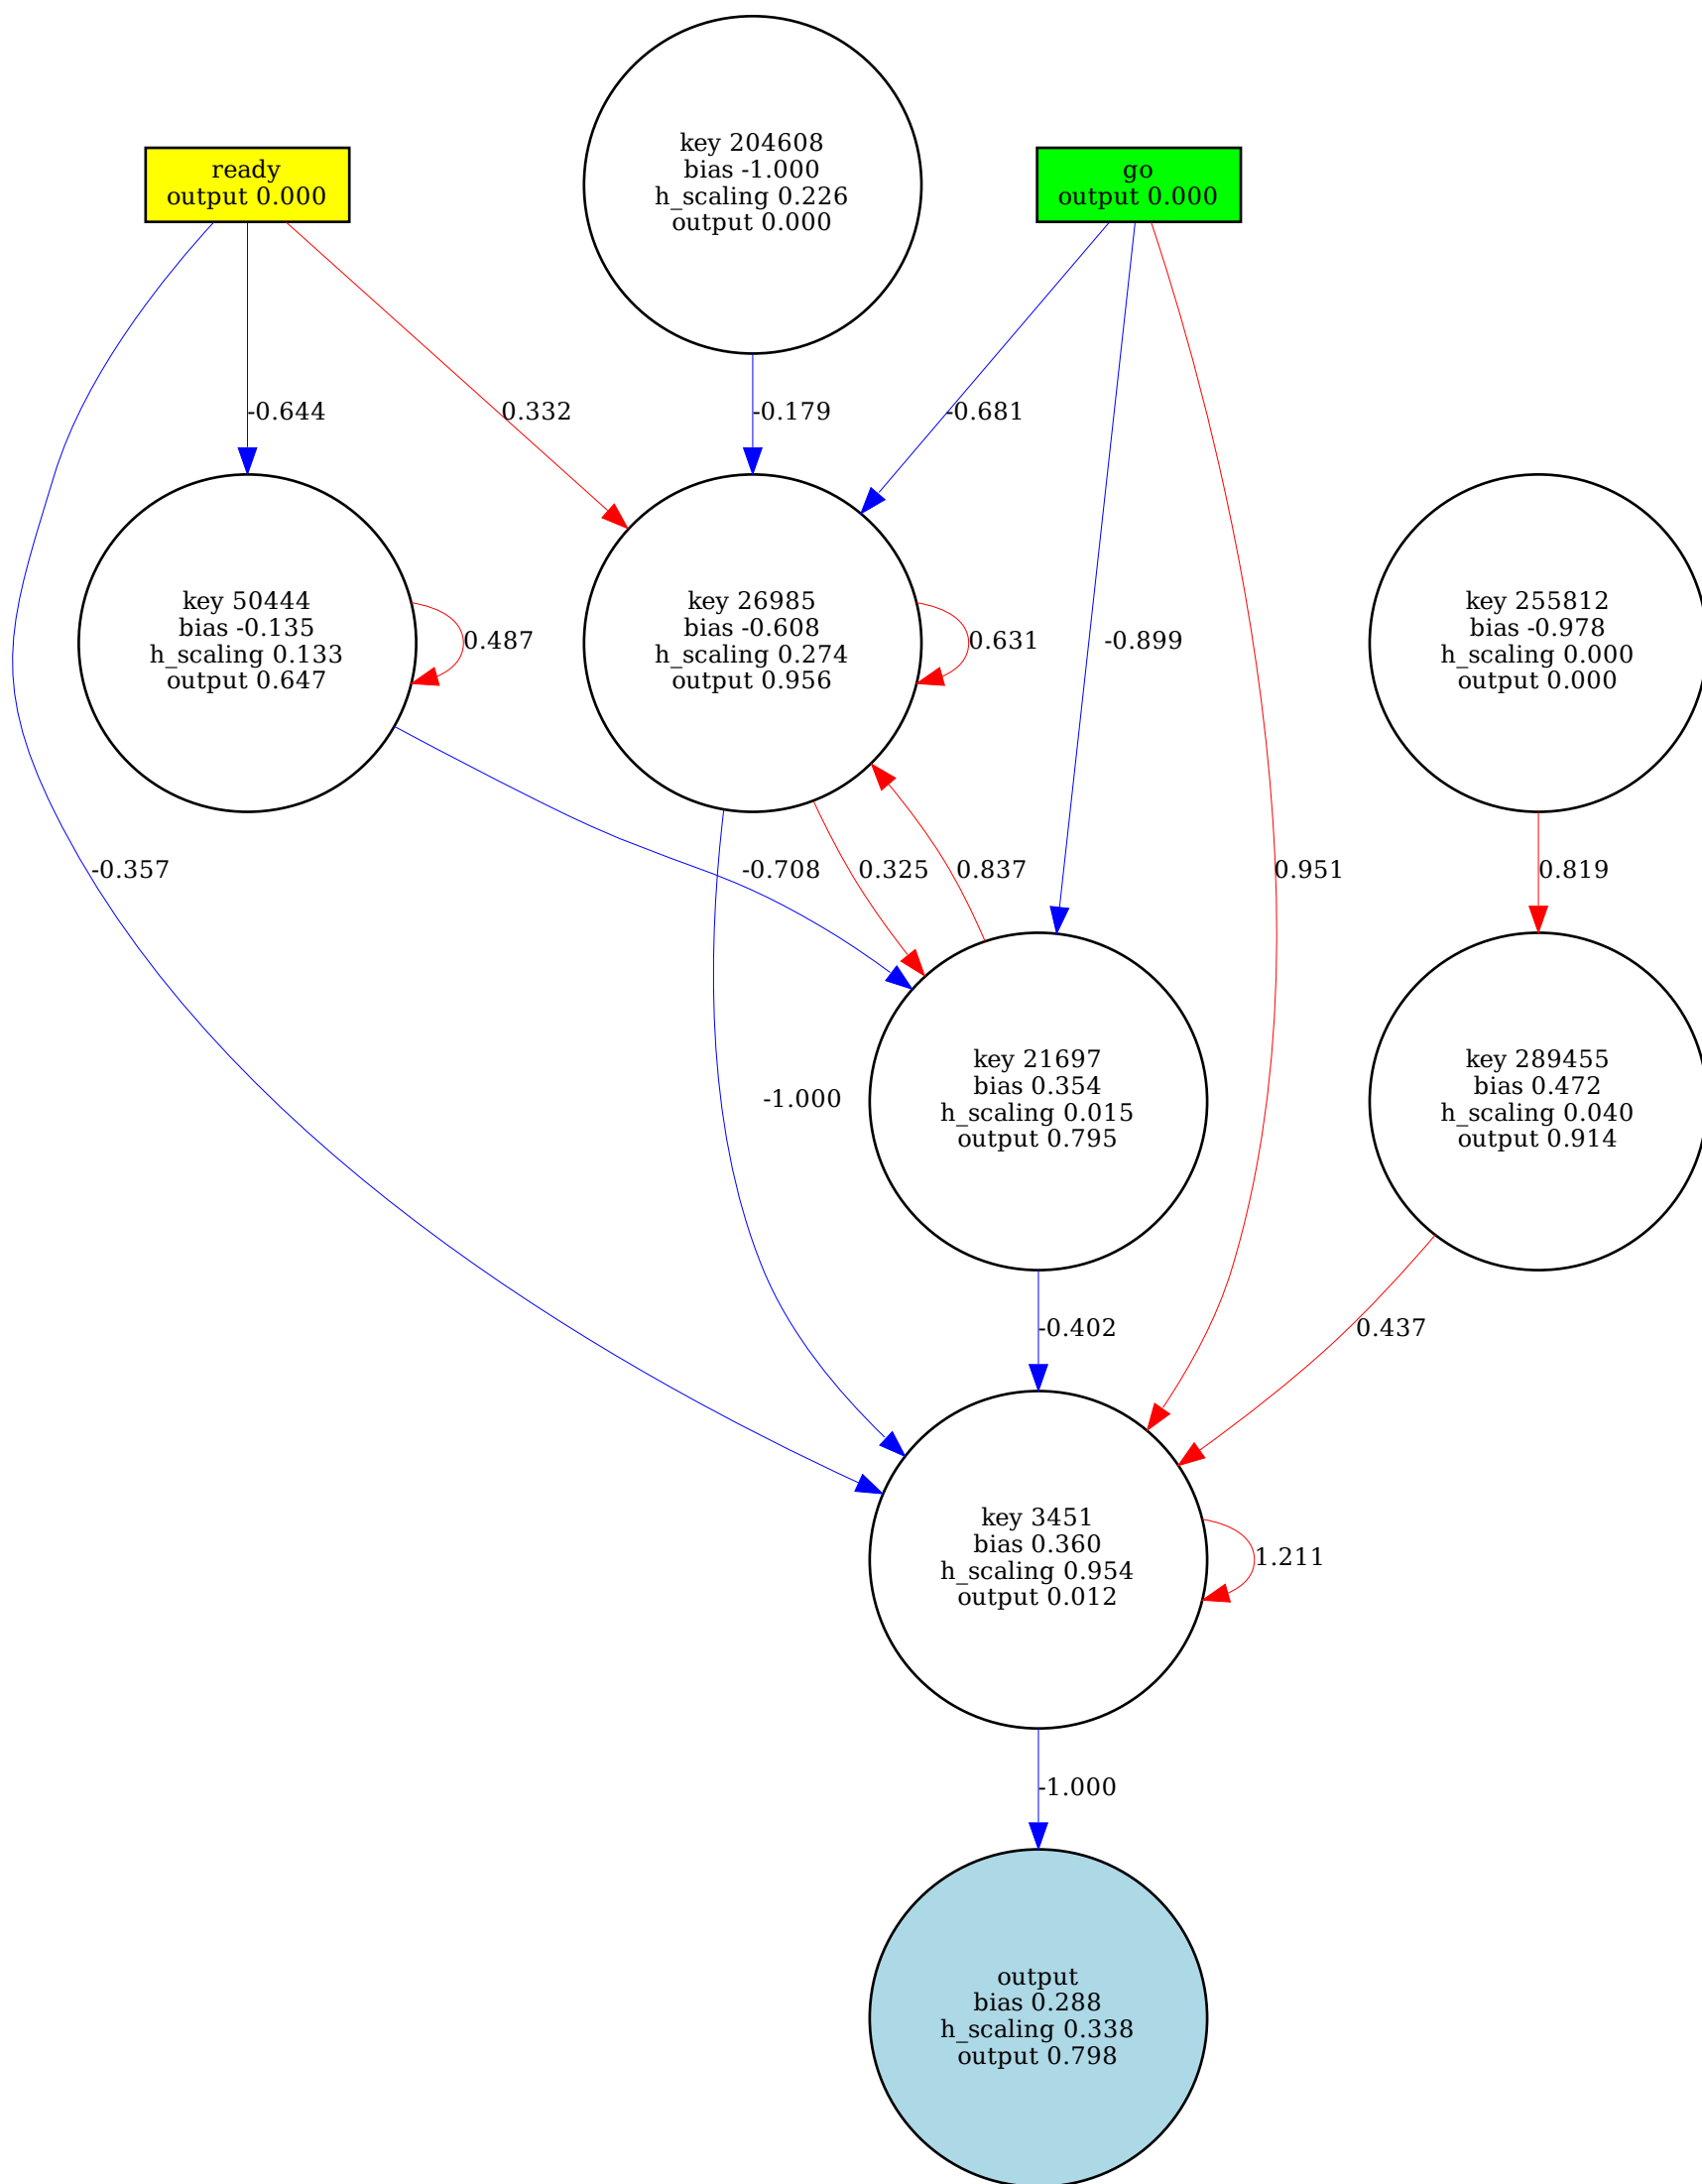 key 204608
bias -1.000
h_scaling 0.226
output 0.000
ready
output 0.000
go
output 0.000
-0.644
0.332
-0.179
-0.681
key 50444
bias -0.135
h_scaling 0.133
output 0.647
0.487
key 26985
bias -0.608
h_scaling 0.274
output 0.956
0.631
-0.899
key 255812
bias -0.978
h_scaling 0.000
output 0.000
-0.357
-0.708
0.325
0.837
0.951
0.819
-1.000
key 21697
bias 0.354
h_scaling 0.015
output 0.795
key 289455
bias 0.472
h_scaling 0.040
output 0.914
-0.402
0.437
key 3451
bias 0.360
h_scaling 0.954
output 0.012
1.211
-1.000
output
bias 0.288
h_scaling 0.338
output 0.798